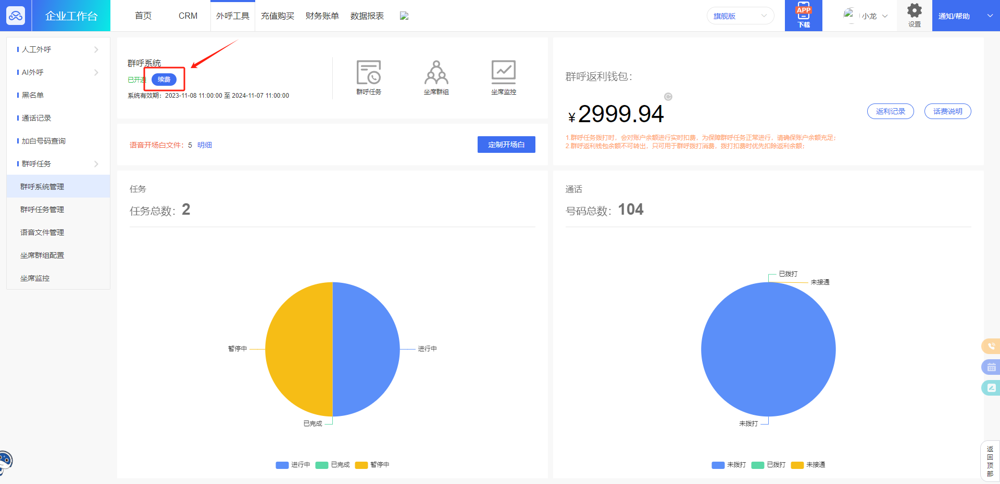 企业工作台
首页
CRM
外呼工具
充值购买
财务账单
数据报表
旗舰版
APP
下载
小龙
设置
通知/帮助
人工外呼
AI外呼
黑名单
通话记录
加白号码查询
群呼任务
群呼系统管理
群呼任务管理
语音文件管理
坐席群组配置
坐席监控
群呼系统
已开通
续费
系统有效期：2023-11-08 11:00:00 至 2024-11-07 11:00:00
群呼任务
坐席群组
坐席监控
语音开场白文件：5 明细
定制开场白
群呼返利钱包：
¥2999.94
返利记录
话费说明
1.群呼任务拨打时，会对账户余额进行实时扣费，为保障群呼任务正常进行，请确保账户余额充足；
2.群呼返利钱包余额不可转出，只可用于群呼拨打消费，拨打扣费时优先扣除返利余额；
任务
任务总数：2
暂停中
进行中
已完成
进行中
已完成
暂停中
通话
号码总数：104
已拨打
未接通
未拨打
未拨打
已拨打
未接通
返
回
顶
部